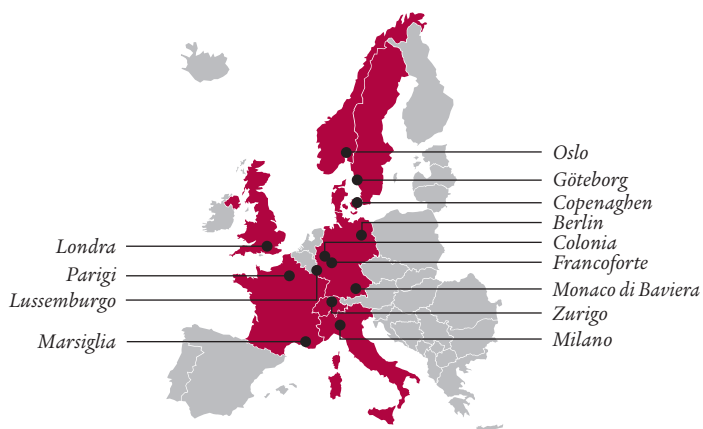 Oslo
Göteborg
Copenaghen
Berlin
Colonia
Francoforte
Monaco di Baviera
Zurigo
Milano
Londra
Parigi
Lussemburgo
Marsiglia